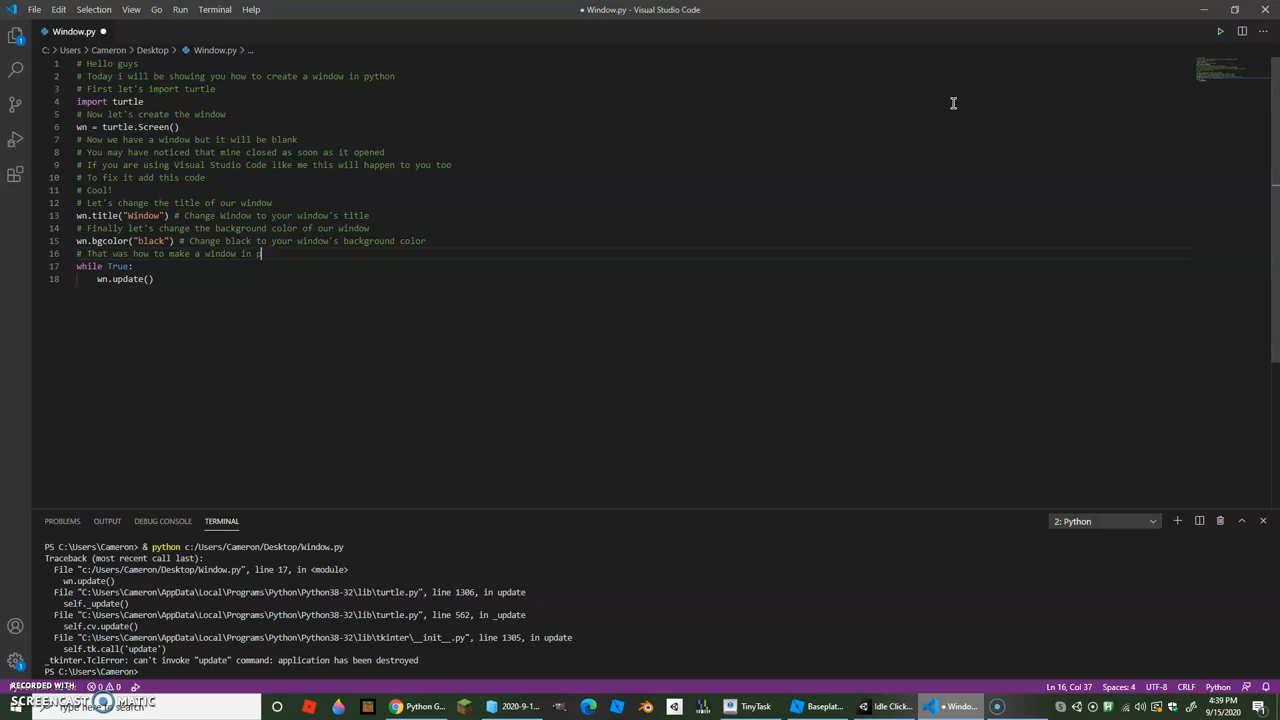 File Edit Selection View Go Run Terminal Help
● Window.py - Visual Studio Code
Window.py ●
C: > Users > Cameron > Desktop > Window.py > ...
1 # Hello guys
2 # Today i will be showing you how to create a window in python
3 # First let's import turtle
4 import turtle
5 # Now let's create the window
6 wn = turtle.Screen()
7 # Now we have a window but it will be blank
8 # You may have noticed that mine closed as soon as it opened
9 # If you are using Visual Studio Code like me this will happen to you too
10 # To fix it add this code
11 # Cool!
12 # Let's change the title of our window
13 wn.title("Window") # Change Window to your window's title
14 # Finally let's change the background color of our window
15 wn.bgcolor("black") # Change black to your window's background color
16 # That was how to make a window in p
17 while True:
18 wn.update()
PROBLEMS OUTPUT DEBUG CONSOLE TERMINAL
2: Python
PS C:\Users\Cameron> & python c:/Users/Cameron/Desktop/Window.py
Traceback (most recent call last):
File "c:/Users/Cameron/Desktop/Window.py", line 17, in <module>
wn.update()
File "C:\Users\Cameron\AppData\Local\Programs\Python\Python38-32\lib\turtle.py", line 1306, in update
self._update()
File "C:\Users\Cameron\AppData\Local\Programs\Python\Python38-32\lib\turtle.py", line 562, in _update
self.cv.update()
File "C:\Users\Cameron\AppData\Local\Programs\Python\Python38-32\lib\tkinter\__init__.py", line 1305, in update
self.tk.call('update')
_tkinter.TclError: can't invoke "update" command: application has been destroyed
PS C:\Users\Cameron>
RECORDED WITH
SCREENCAST MATIC
0 0
Ln 16, Col 37 Spaces: 4 UTF-8 CRLF Python
here to search
Python G...
2020-9-1...
TinyTask
Baseplat...
Idle Click...
● Windo...
4:39 PM
9/15/2020